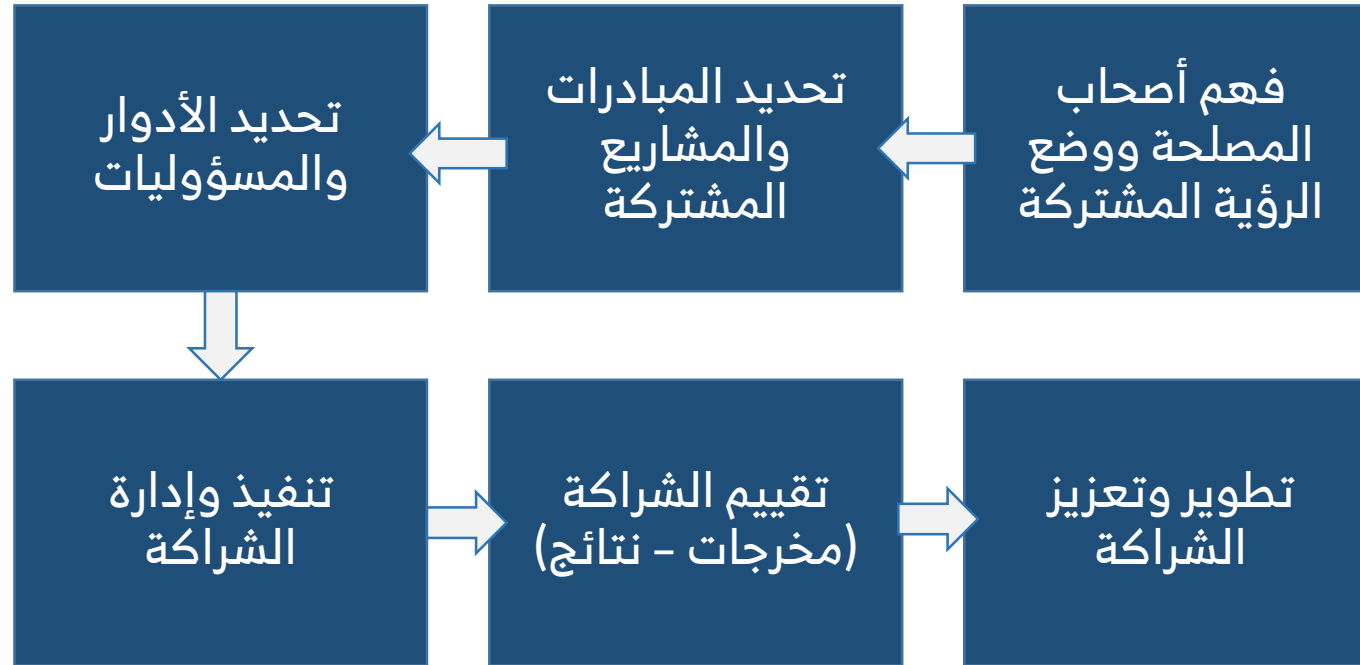 فهم أصحاب
المصلحة ووضع
الرؤية المشتركة
تحديد المبادرات
والمشاريع
المشتركة
تحديد الأدوار
والمسؤوليات
تنفيذ وإدارة
الشراكة
تقييم الشراكة
(مخرجات – نتائج)
تطوير وتعزيز
الشراكة